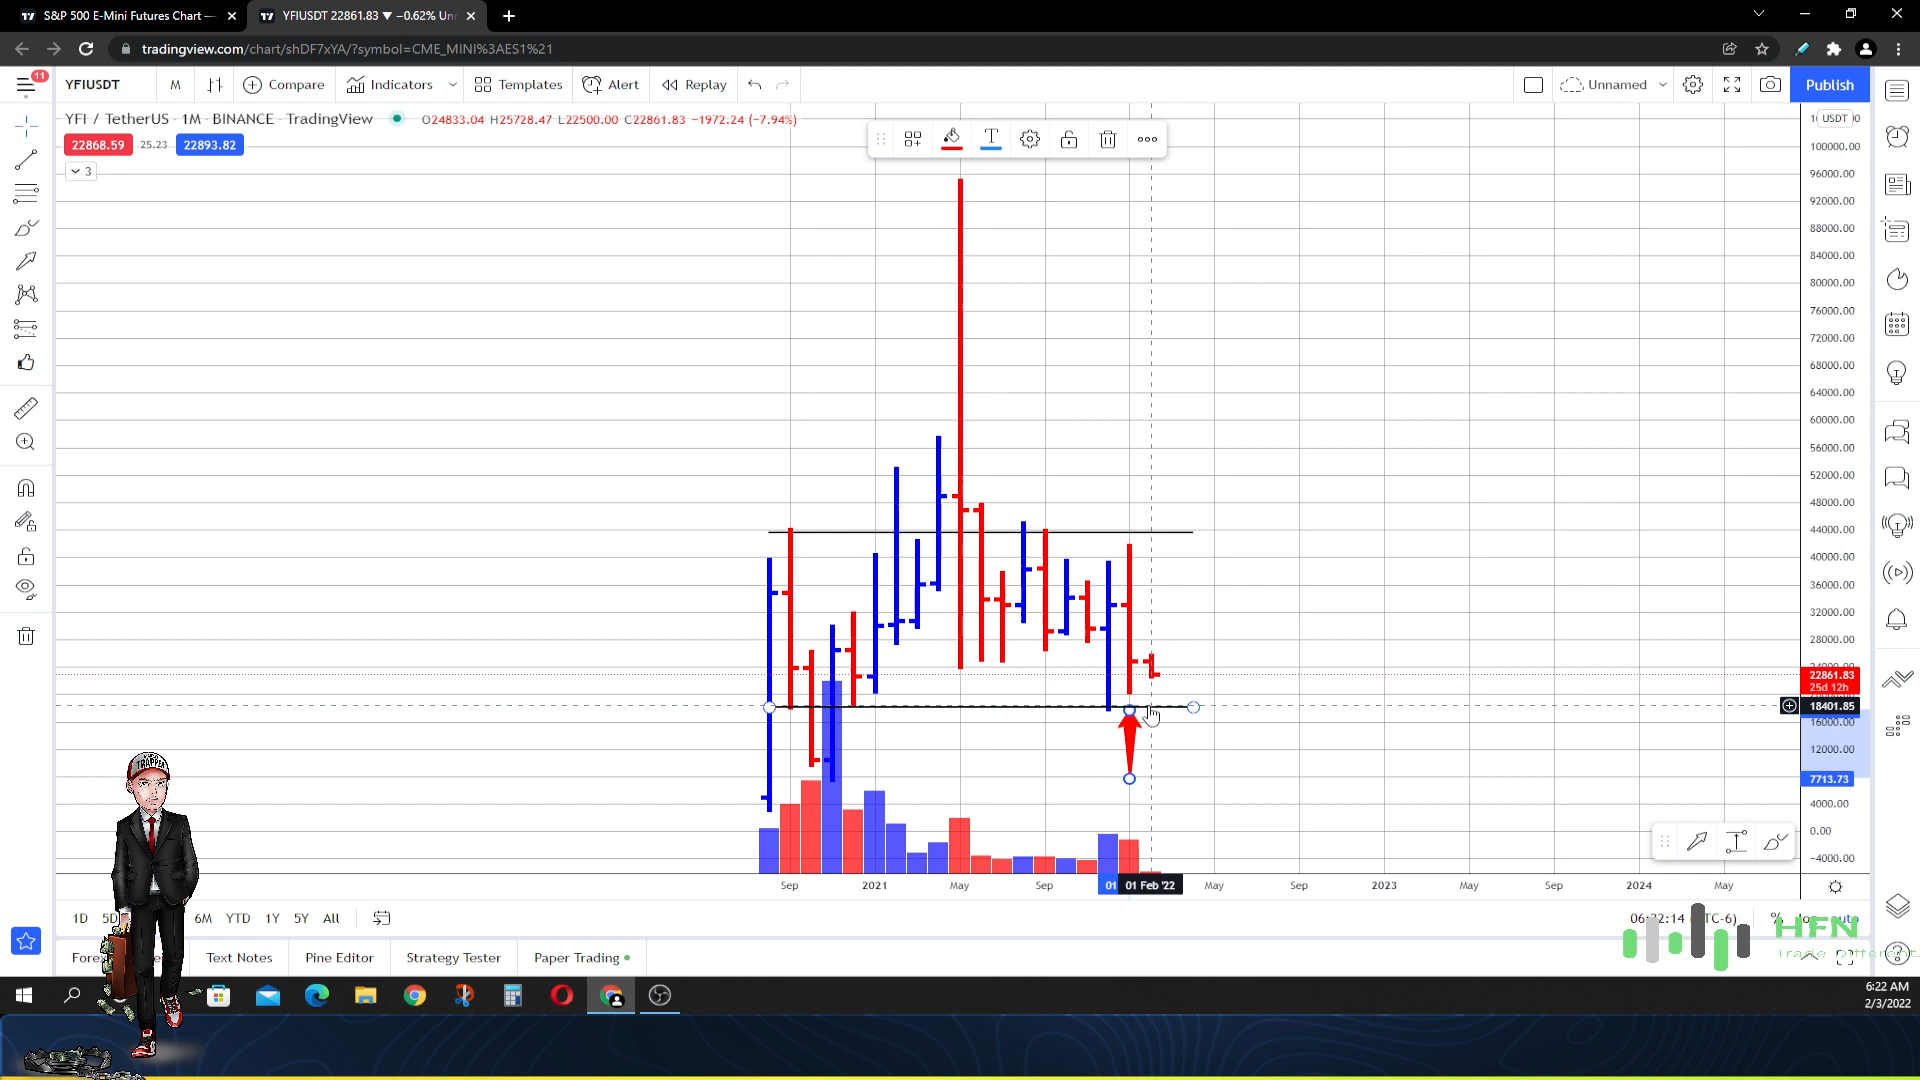 S&P 500 E-Mini Futures Chart —
YFIUSDT 22861.83 ▼ −0.62% Un
tradingview.com/chart/shDF7xYA/?symbol=CME_MINI%3AES1%21
11
YFIUSDT M Compare Indicators Templates Alert Replay Unnamed Publish
YFI / TetherUS · 1M · BINANCE · TradingView O24833.04 H25728.47 L22500.00 C22861.83 −1972.24 (−7.94%)
22868.59 25.23 22893.82
3
USDT
100000.00
96000.00
92000.00
88000.00
84000.00
80000.00
76000.00
72000.00
68000.00
64000.00
60000.00
56000.00
52000.00
48000.00
44000.00
40000.00
36000.00
32000.00
28000.00
22861.83
25d 12h
18401.85
16000.00
12000.00
7713.73
4000.00
0.00
−4000.00
Sep 2021 May Sep 01 01 Feb '22 May Sep 2023 May Sep 2024 May
1D 5D 6M YTD 1Y 5Y All
%
Text Notes Pine Editor Strategy Tester Paper Trading
HFN
Trade Different.
TRAPPER
6:22 AM
2/3/2022